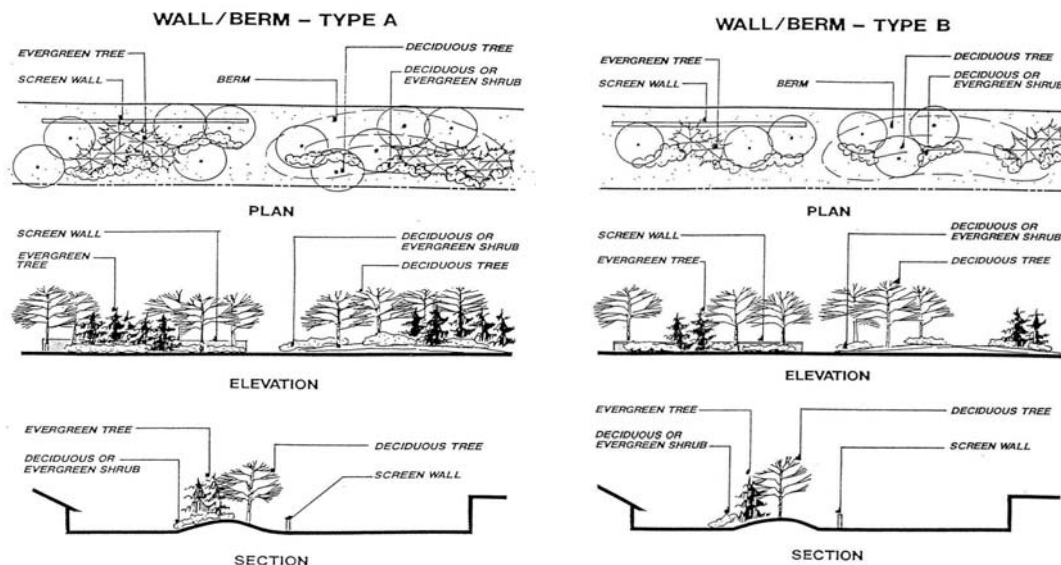 WALL/BERM – TYPE A
EVERGREEN TREE
SCREEN WALL
BERM
DECIDUOUS TREE
DECIDUOUS OR
EVERGREEN SHRUB
PLAN
SCREEN WALL
EVERGREEN
TREE
DECIDUOUS OR
EVERGREEN SHRUB
DECIDUOUS TREE
ELEVATION
EVERGREEN TREE
DECIDUOUS OR
EVERGREEN SHRUB
DECIDUOUS TREE
SCREEN WALL
SECTION
WALL/BERM – TYPE B
EVERGREEN TREE
SCREEN WALL
BERM
DECIDUOUS TREE
DECIDUOUS OR
EVERGREEN SHRUB
PLAN
SCREEN WALL
EVERGREEN TREE
DECIDUOUS OR
EVERGREEN SHRUB
DECIDUOUS TREE
ELEVATION
EVERGREEN TREE
DECIDUOUS OR
EVERGREEN SHRUB
DECIDUOUS TREE
SCREEN WALL
SECTION